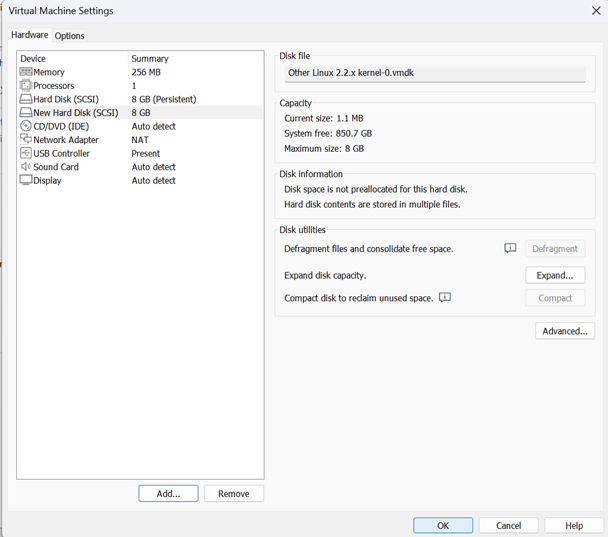 Virtual Machine Settings
Hardware Options
Device Summary
Memory 256 MB
Processors 1
Hard Disk (SCSI) 8 GB (Persistent)
New Hard Disk (SCSI) 8 GB
CD/DVD (IDE) Auto detect
Network Adapter NAT
USB Controller Present
Sound Card Auto detect
Display Auto detect
Add... Remove
Disk file
Other Linux 2.2.x kernel-0.vmdk
Capacity
Current size: 1.1 MB
System free: 850.7 GB
Maximum size: 8 GB
Disk information
Disk space is not preallocated for this hard disk.
Hard disk contents are stored in multiple files.
Disk utilities
Defragment files and consolidate free space. Defragment
Expand disk capacity. Expand...
Compact disk to reclaim unused space. Compact
Advanced...
OK Cancel Help